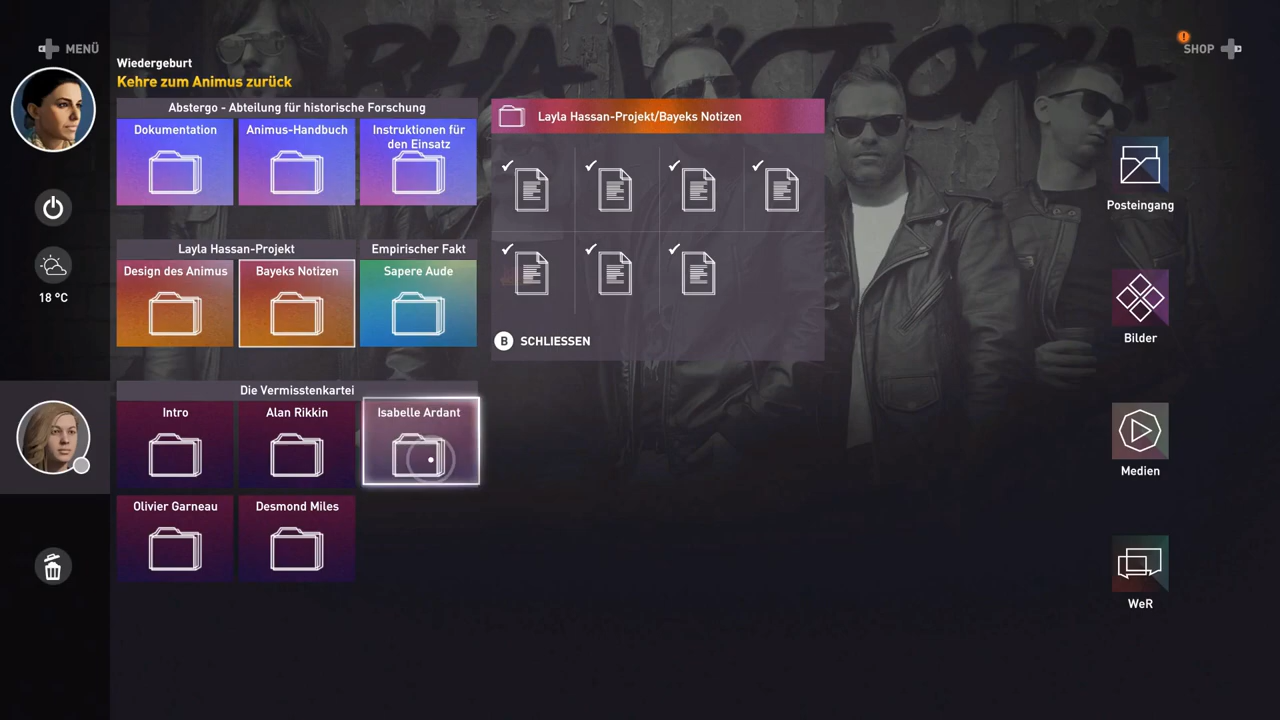 MENÜ
SHOP
!
Wiedergeburt
Kehre zum Animus zurück
Abstergo - Abteilung für historische Forschung
Dokumentation
Animus-Handbuch
Instruktionen für
den Einsatz
Layla Hassan-Projekt/Bayeks Notizen
Posteingang
Layla Hassan-Projekt
Empirischer Fakt
Design des Animus
Bayeks Notizen
Sapere Aude
18 °C
B SCHLIESSEN
Bilder
Die Vermisstenkartei
Intro
Alan Rikkin
Isabelle Ardant
Medien
Olivier Garneau
Desmond Miles
WeR